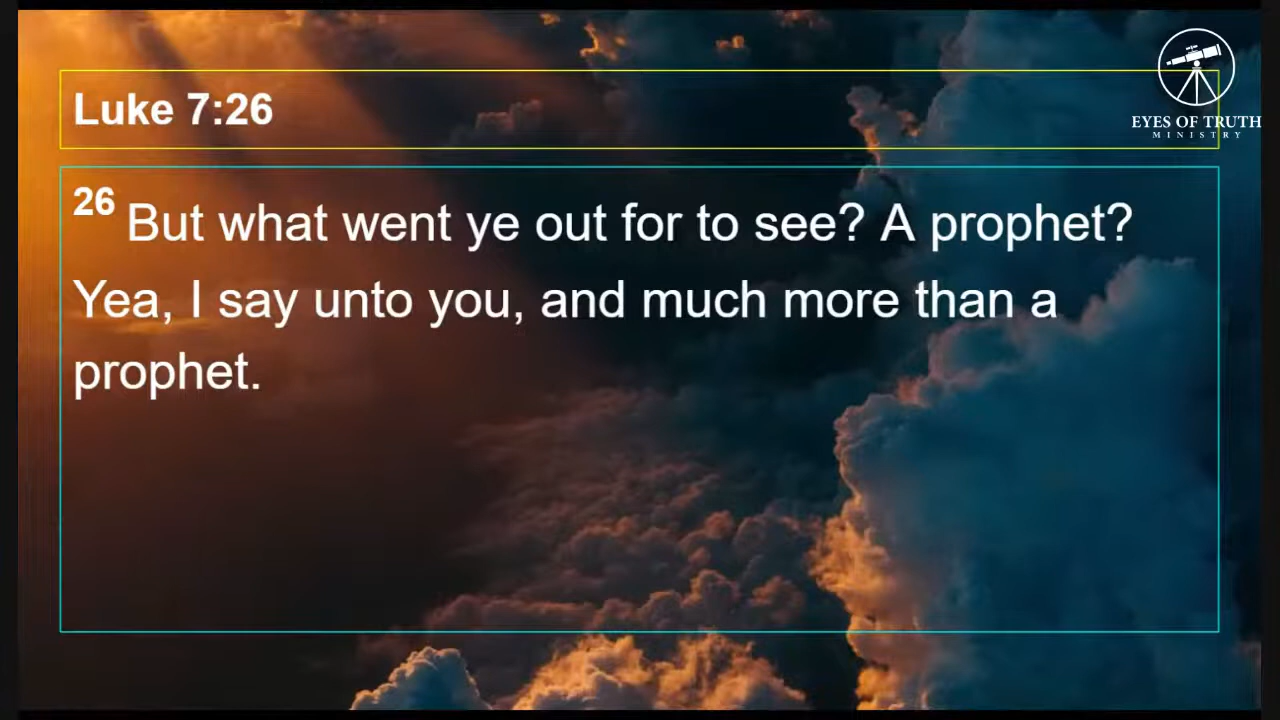 EYES OF TRUTH
MINISTRY
Luke 7:26
26 But what went ye out for to see? A prophet?
Yea, I say unto you, and much more than a
prophet.